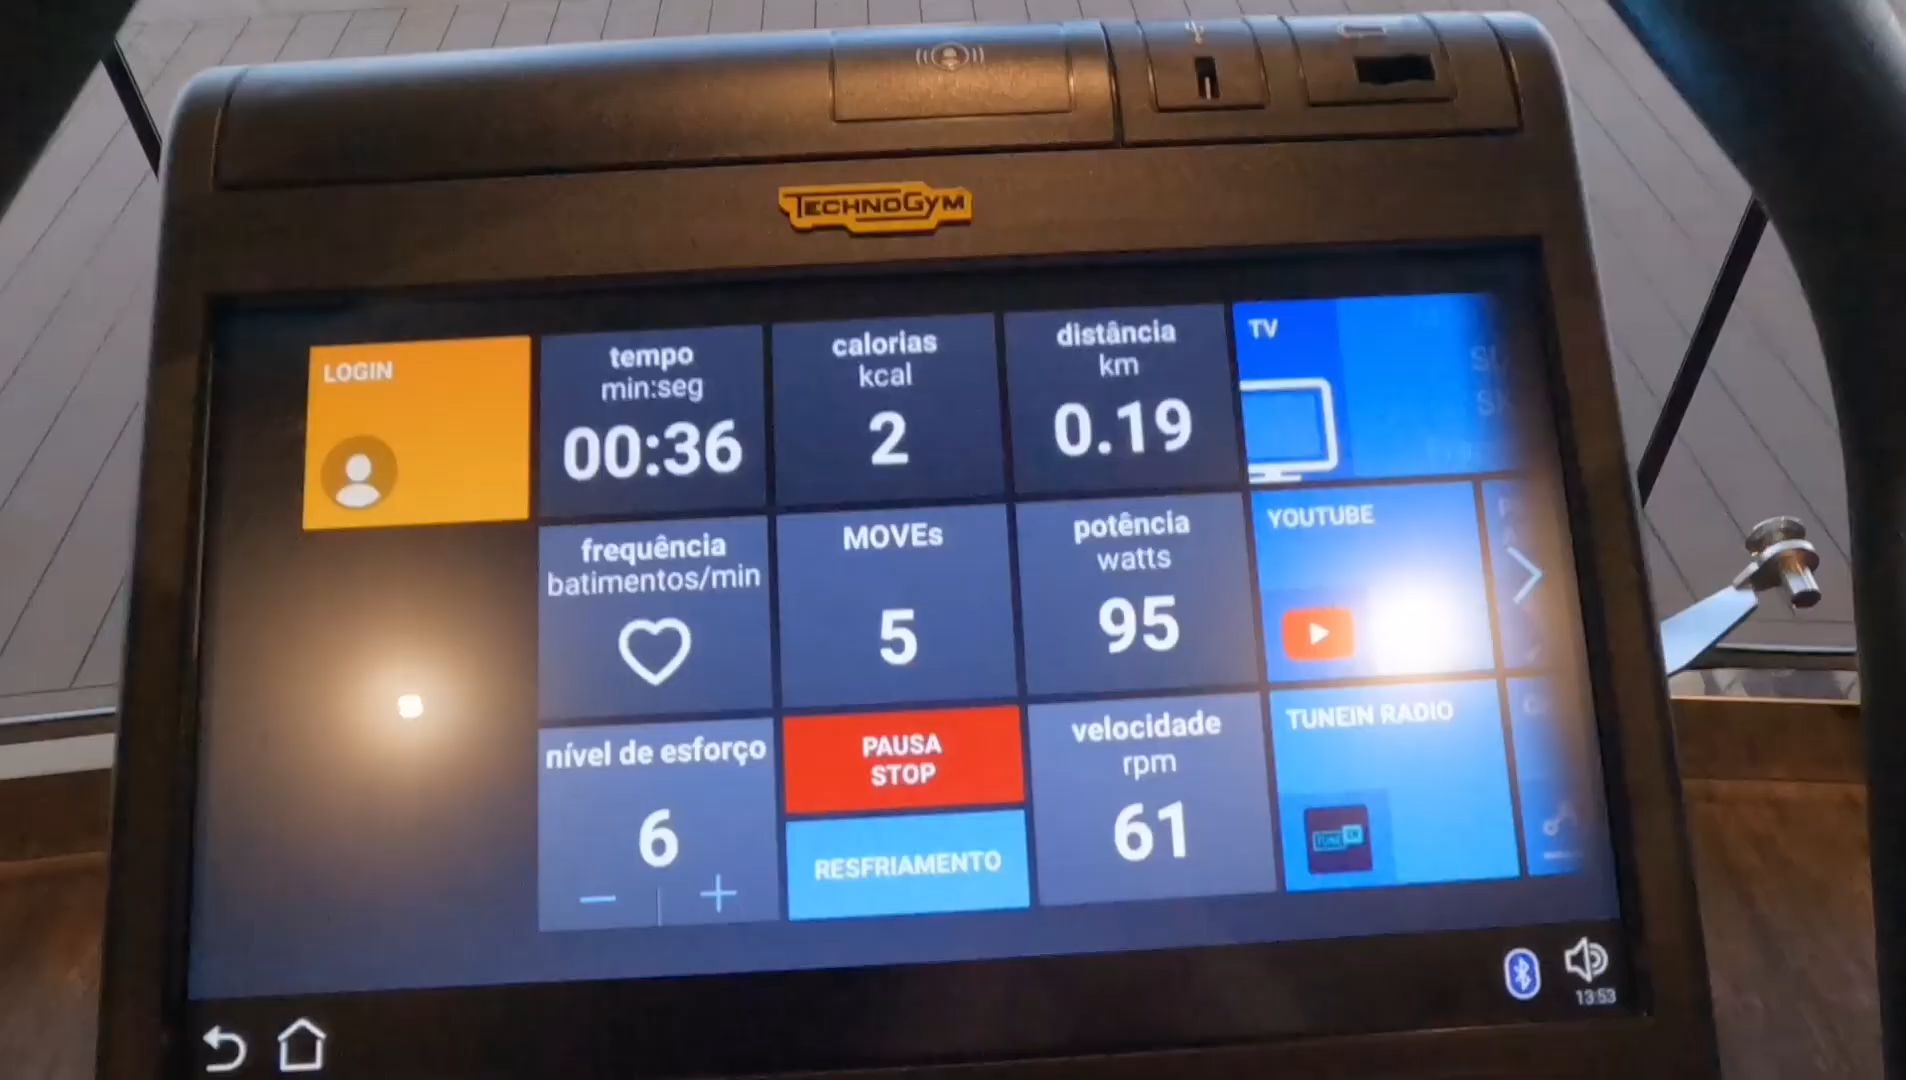 TECHNOGYM
LOGIN
tempo
min:seg
00:36
calorias
kcal
2
distância
km
0.19
TV
frequência
batimentos/min
MOVEs
5
potência
watts
95
YOUTUBE
nível de esforço
6
PAUSA
STOP
RESFRIAMENTO
velocidade
rpm
61
TUNEIN RADIO
TUNE IN
13:53